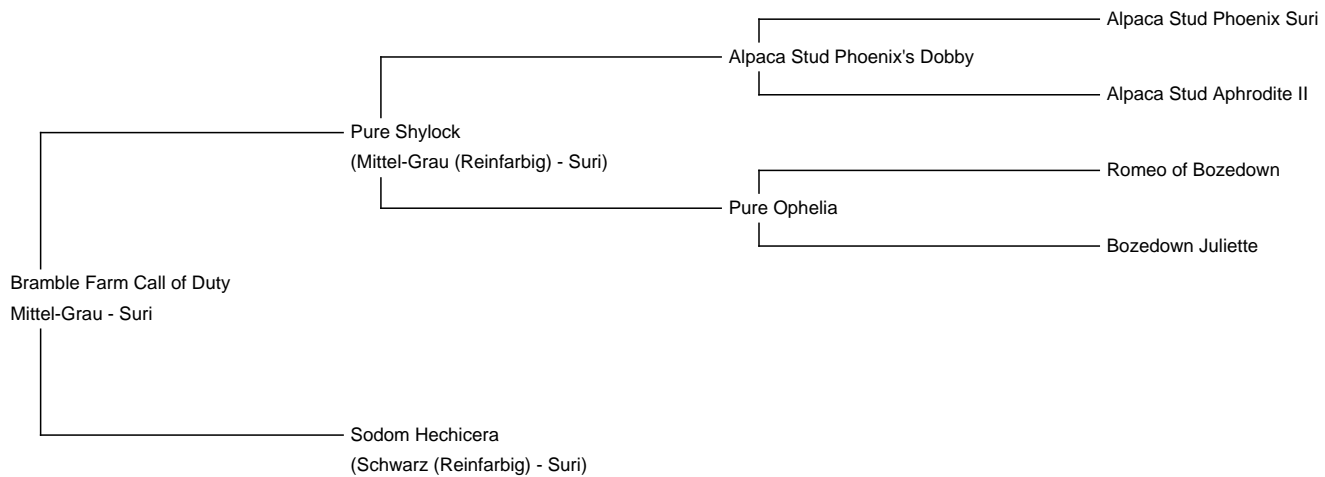 Alpaca Stud Phoenix Suri
Alpaca Stud Phoenix's Dobby
Alpaca Stud Aphrodite II
Pure Shylock
(Mittel-Grau (Reinfarbig) - Suri)
Romeo of Bozedown
Pure Ophelia
Bozedown Juliette
Bramble Farm Call of Duty
Mittel-Grau - Suri
Sodom Hechicera
(Schwarz (Reinfarbig) - Suri)